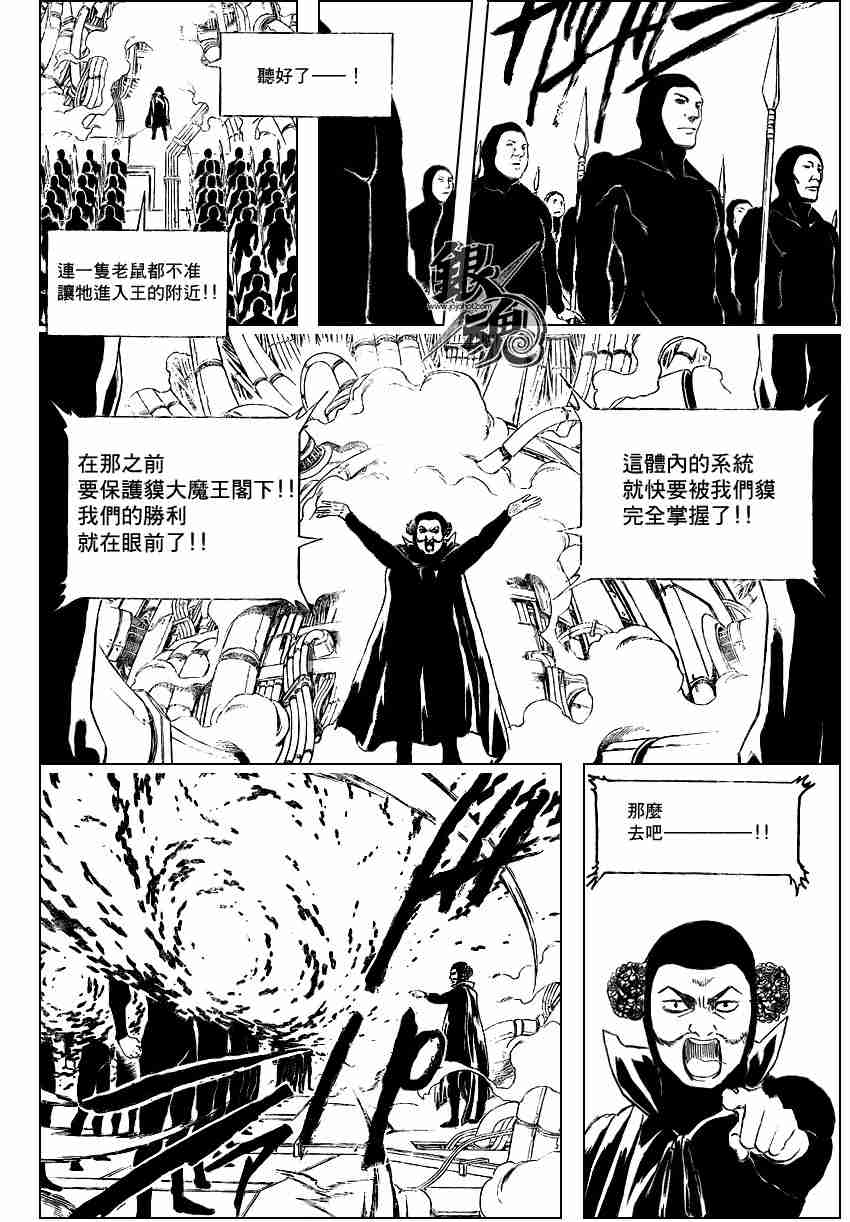 聽好了——！
連一隻老鼠都不准
讓牠進入王的附近!!
銀魂
www.jojohot.com
這體內的系統
就快要被我們貘
完全掌握了!!
在那之前
要保護貘大魔王閣下!!
我們的勝利
就在眼前了!!
那麼
去吧—————!!